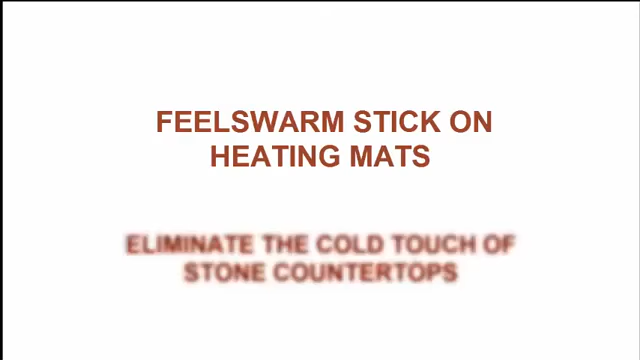 FEELSWARM STICK ON
HEATING MATS
ELIMINATE THE COLD TOUCH OF
STONE COUNTERTOPS